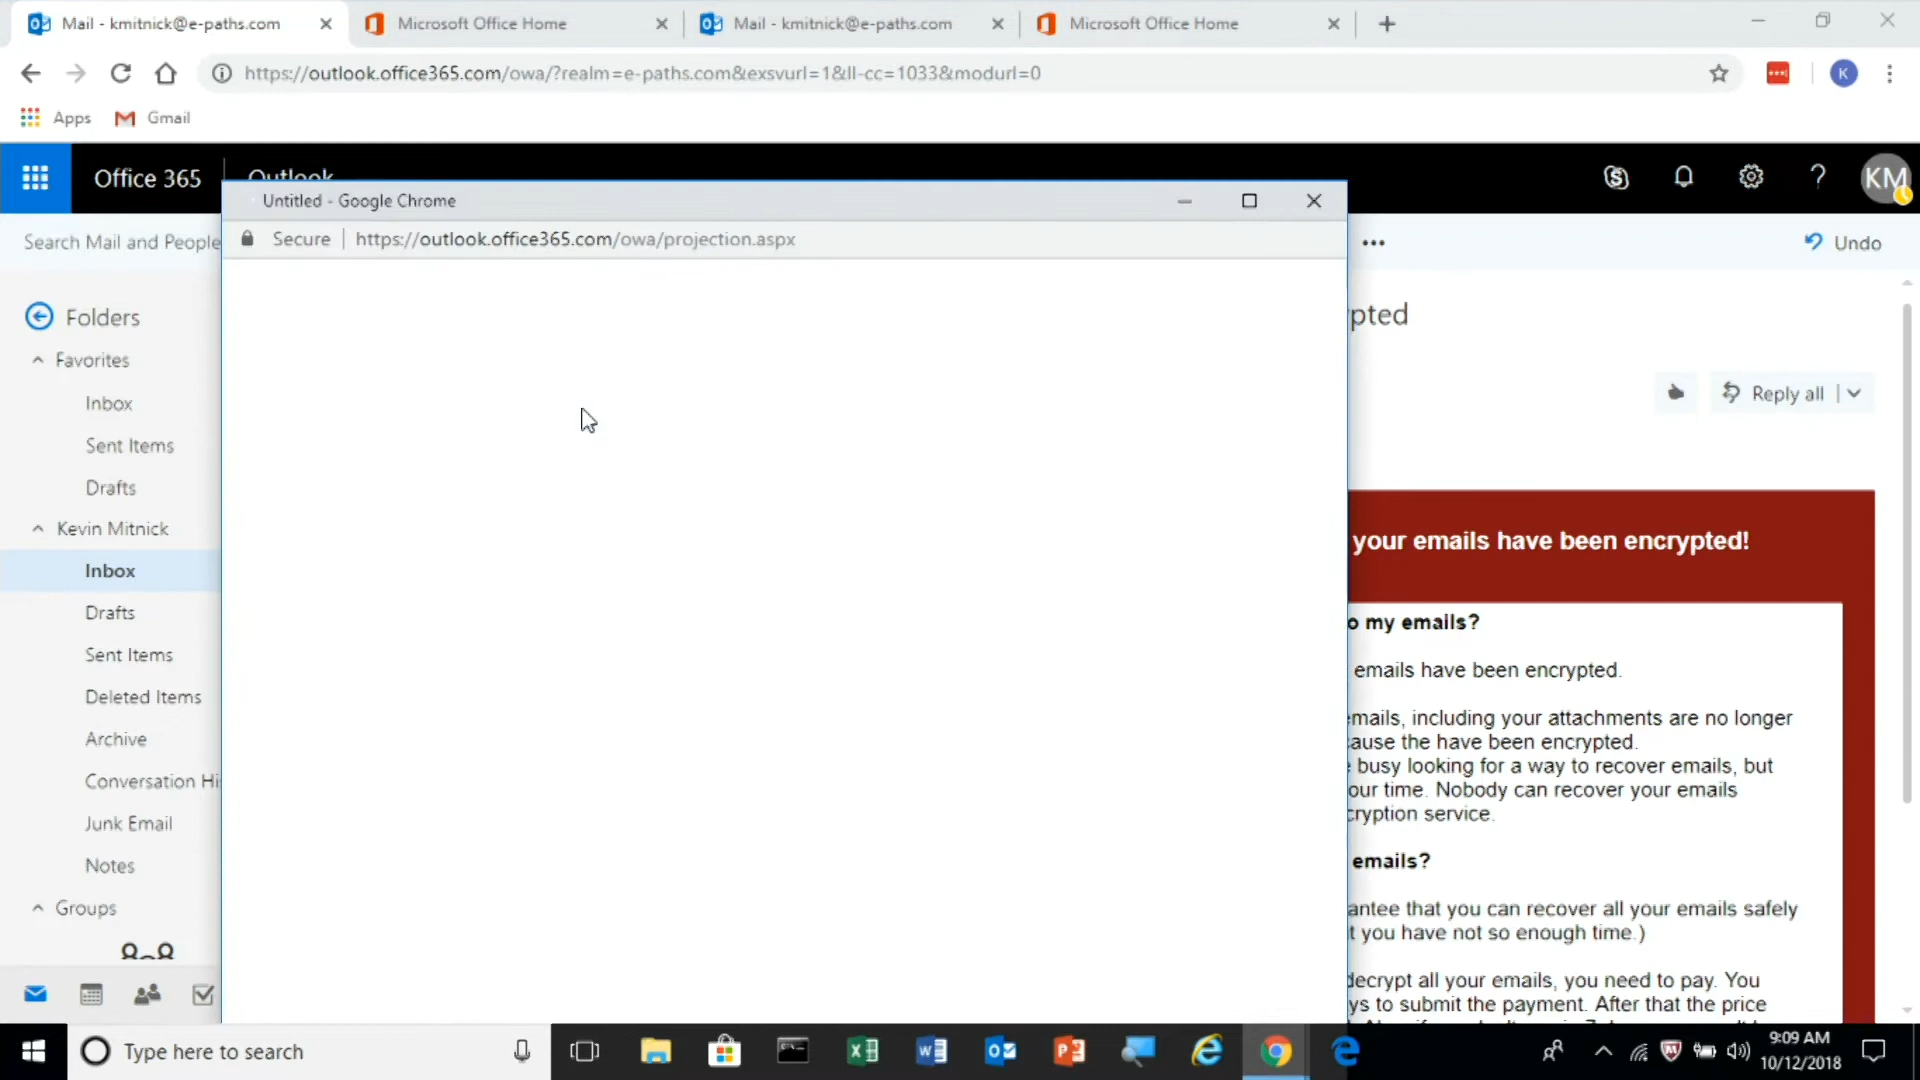 Mail - kmitnick@e-paths.com
Microsoft Office Home
Mail - kmitnick@e-paths.com
Microsoft Office Home
https://outlook.office365.com/owa/?realm=e-paths.com&exsvurl=1&ll-cc=1033&modurl=0
K
Apps
Gmail
Office 365
Outlook
KM
Untitled - Google Chrome
Secure
https://outlook.office365.com/owa/projection.aspx
Search Mail and People
Undo
Folders
Favorites
Inbox
Sent Items
Drafts
Kevin Mitnick
Inbox
Drafts
Sent Items
Deleted Items
Archive
Conversation His
Junk Email
Notes
Groups
pted
Reply all
your emails have been encrypted!
o my emails?
emails have been encrypted.
emails, including your attachments are no longer
ause the have been encrypted.
busy looking for a way to recover emails, but
our time. Nobody can recover your emails
cryption service.
emails?
antee that you can recover all your emails safely
t you have not so enough time.)
decrypt all your emails, you need to pay. You
ys to submit the payment. After that the price
Type here to search
9:09 AM
10/12/2018